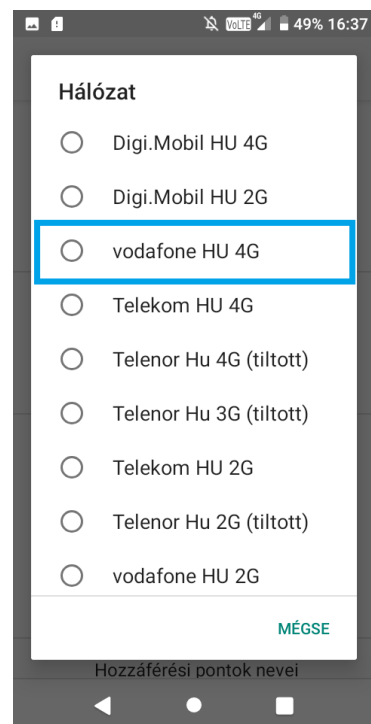 VoLTE 4G 49% 16:37
Hálózat
Digi.Mobil HU 4G
Digi.Mobil HU 2G
vodafone HU 4G
Telekom HU 4G
Telenor Hu 4G (tiltott)
Telenor Hu 3G (tiltott)
Telekom HU 2G
Telenor Hu 2G (tiltott)
vodafone HU 2G
MÉGSE
Hozzáférési pontok nevei